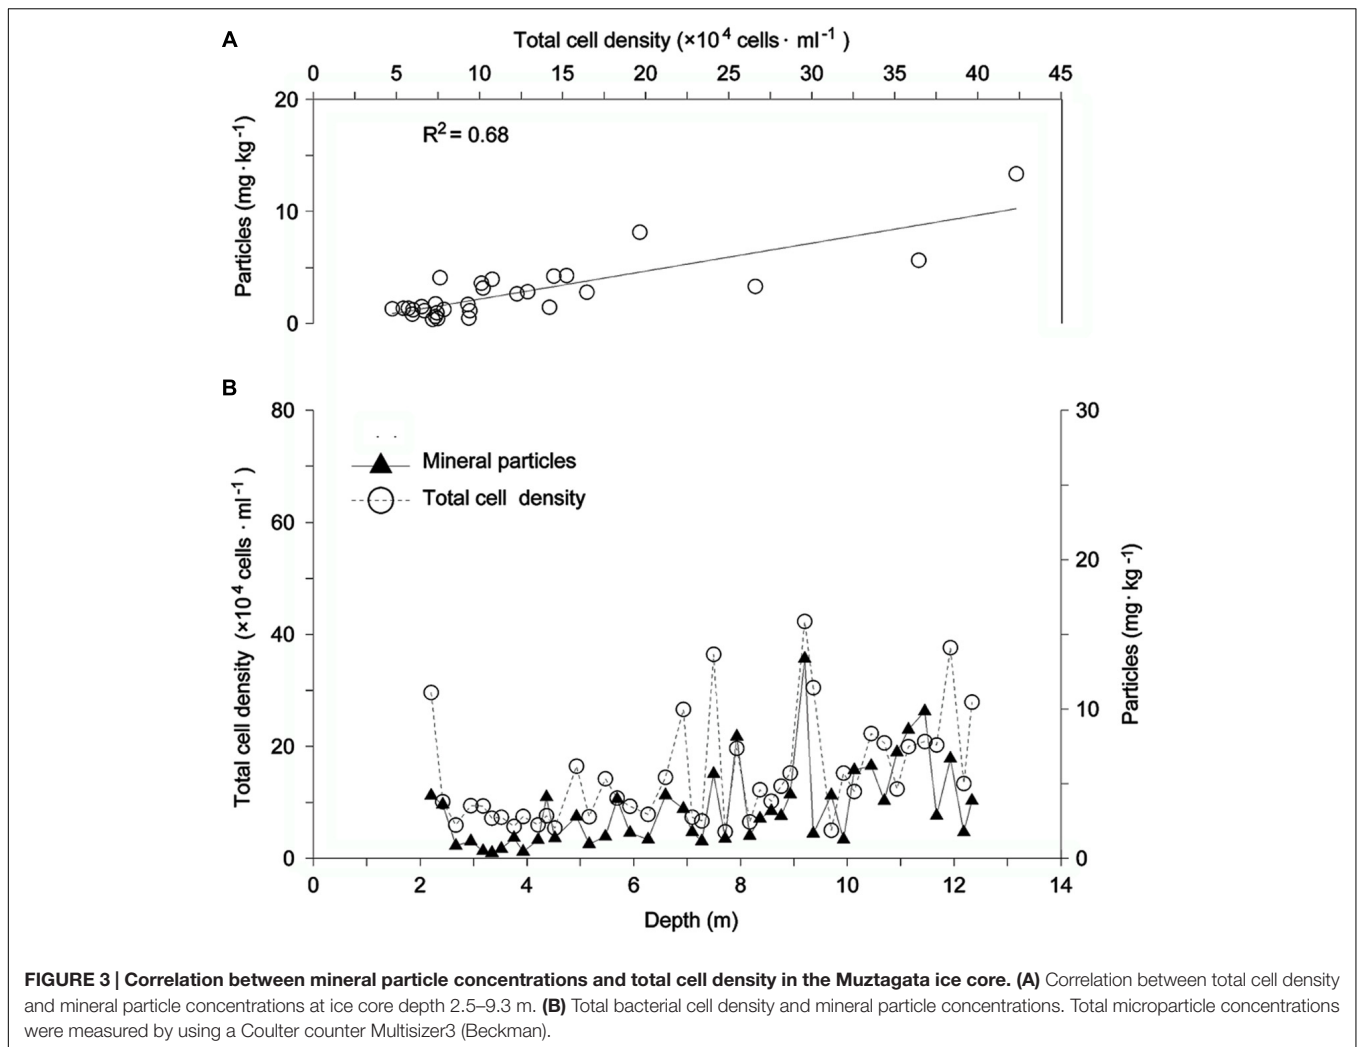 A
Total cell density (×10⁴ cells · ml⁻¹ )
0 5 10 15 20 25 30 35 40 45
20
R² = 0.68
Particles (mg · kg⁻¹)
10
0
B
80
30
Mineral particles
Total cell density
60
20
Total cell density (×10⁴ cells · ml⁻¹ )
Particles (mg · kg⁻¹)
40
10
20
0
0
0 2 4 6 8 10 12 14
Depth (m)
FIGURE 3 | Correlation between mineral particle concentrations and total cell density in the Muztagata ice core. (A) Correlation between total cell density
and mineral particle concentrations at ice core depth 2.5–9.3 m. (B) Total bacterial cell density and mineral particle concentrations. Total microparticle concentrations
were measured by using a Coulter counter Multisizer3 (Beckman).